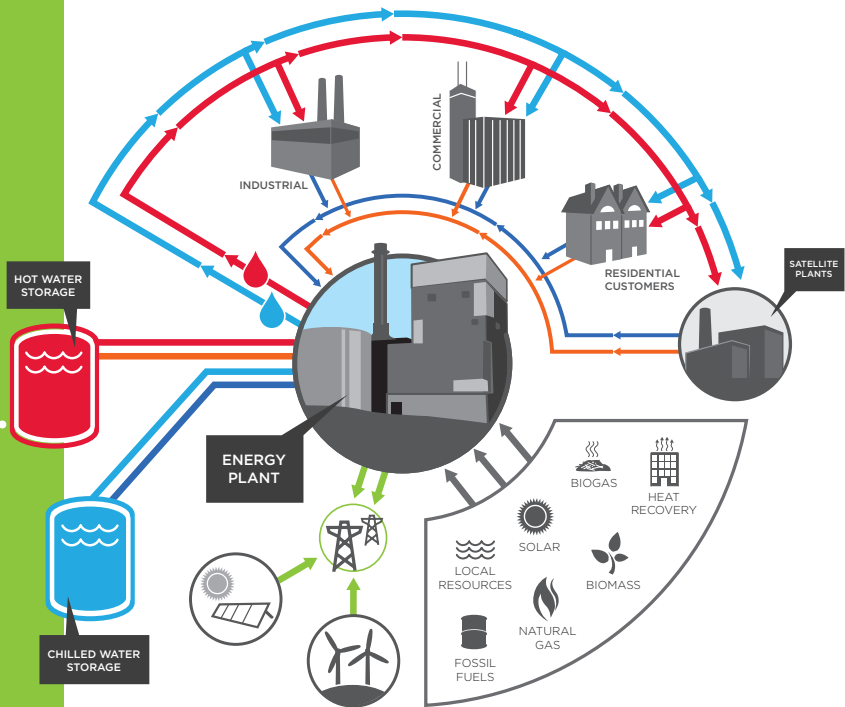 COMMERCIAL
INDUSTRIAL
RESIDENTIAL
CUSTOMERS
SATELLITE
PLANTS
HOT WATER
STORAGE
ENERGY
PLANT
BIOGAS
HEAT
RECOVERY
SOLAR
LOCAL
RESOURCES
BIOMASS
NATURAL
GAS
FOSSIL
FUELS
CHILLED WATER
STORAGE